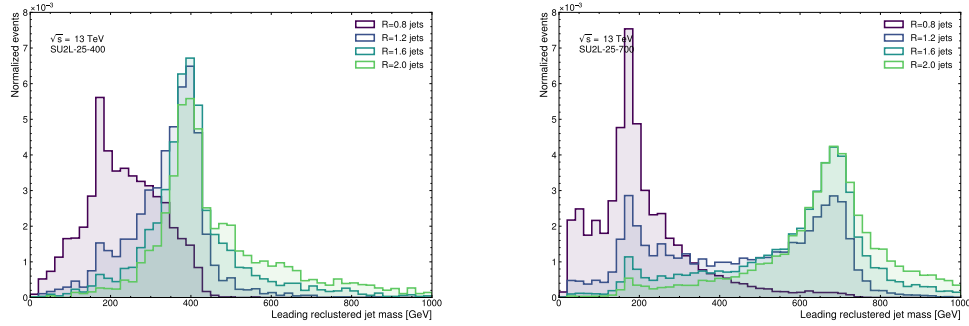 ×10⁻³
Normalized events
√s = 13 TeV
SU2L-25-400
R=0.8 jets
R=1.2 jets
R=1.6 jets
R=2.0 jets
8
7
6
5
4
3
2
1
0
0 200 400 600 800 1000
Leading reclustered jet mass [GeV]
×10⁻³
Normalized events
√s = 13 TeV
SU2L-25-700
R=0.8 jets
R=1.2 jets
R=1.6 jets
R=2.0 jets
8
7
6
5
4
3
2
1
0
0 200 400 600 800 1000
Leading reclustered jet mass [GeV]